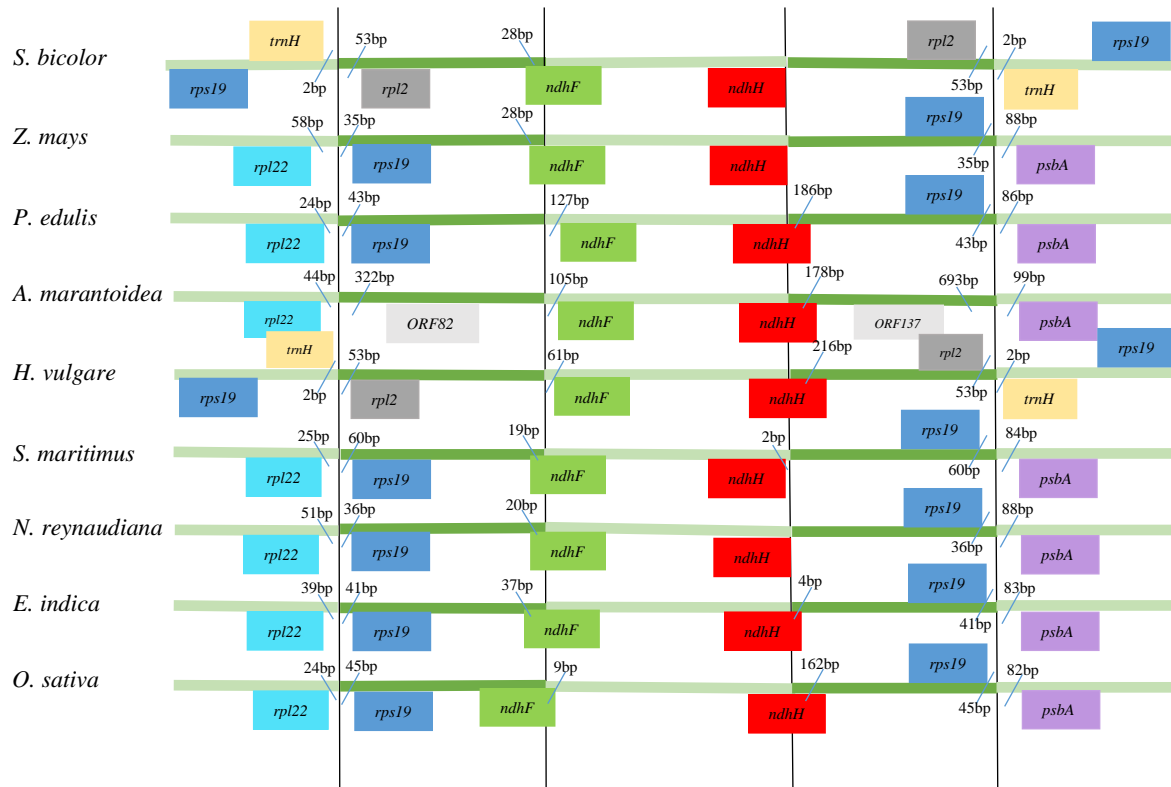 trnH 53bp 28bp rpl2 2bp rps19
S. bicolor
rps19 2bp rpl2 ndhF ndhH 53bp trnH
58bp 35bp 28bp rps19 88bp
Z. mays
rpl22 rps19 ndhF ndhH 35bp psbA
24bp 43bp 127bp 186bp rps19 86bp
P. edulis
rpl22 rps19 ndhF ndhH 43bp psbA
44bp 322bp 105bp 178bp 693bp 99bp
A. marantoidea
rpl22 ORF82 ndhF ndhH ORF137 psbA
trnH 53bp 61bp 216bp rpl2 2bp rps19
H. vulgare
rps19 2bp rpl2 ndhF ndhH 53bp trnH
25bp 60bp 19bp 2bp rps19 84bp
S. maritimus
rpl22 rps19 ndhF ndhH 60bp psbA
51bp 36bp 20bp rps19 88bp
N. reynaudiana
rpl22 rps19 ndhF ndhH 36bp psbA
39bp 41bp 37bp 4bp rps19 83bp
E. indica
rpl22 rps19 ndhF ndhH 41bp psbA
24bp 45bp 9bp 162bp rps19 82bp
O. sativa
rpl22 rps19 ndhF ndhH 45bp psbA